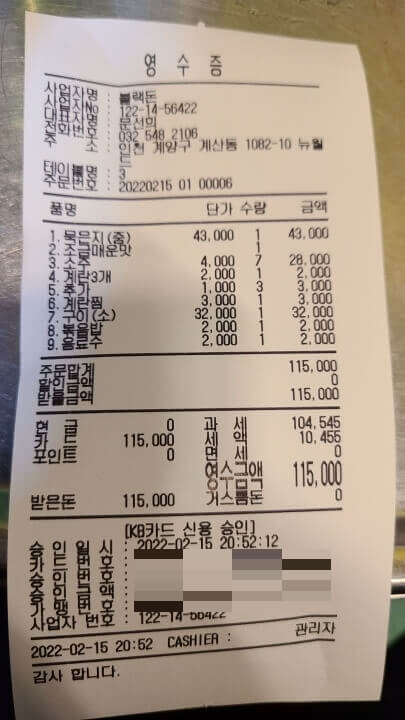 영 수 증
사업자명 : 블랙돈
사업자No : 122-14-56422
대표자명 : 문선희
전화번호 : 032 548 2106
주 소 : 인천 계양구 계산동 1082-10 뉴월
드
테이블명 : 3
주문번호 : 20220215 01 00006
품명 단가 수량 금액
1. 묵은지(중) 43,000 1 43,000
2. 조금매운맛 1
3. 소주 4,000 7 28,000
4. 계란3개 2,000 1 2,000
5. 추가 1,000 3 3,000
6. 계란찜 3,000 1 3,000
7. 구이(소) 32,000 1 32,000
8. 볶음밥 2,000 1 2,000
9. 음료수 2,000 1 2,000
주문합계 115,000
할인금액 0
받을금액 115,000
현 금 0 과 세 104,545
카 드 115,000 세 액 10,455
포인트 0 면 세 0
영수금액 115,000
받은돈 115,000 거스름돈 0
[KB카드 신용 승인]
승 인 일 시 : 2022-02-15 20:52:12
카 드 번 호 :
승 인 번 호 :
승 인 금 액 :
가 맹 번 호 :
사업자 번호 : 122-14-56422
2022-02-15 20:52 CASHIER : 관리자
감사 합니다.